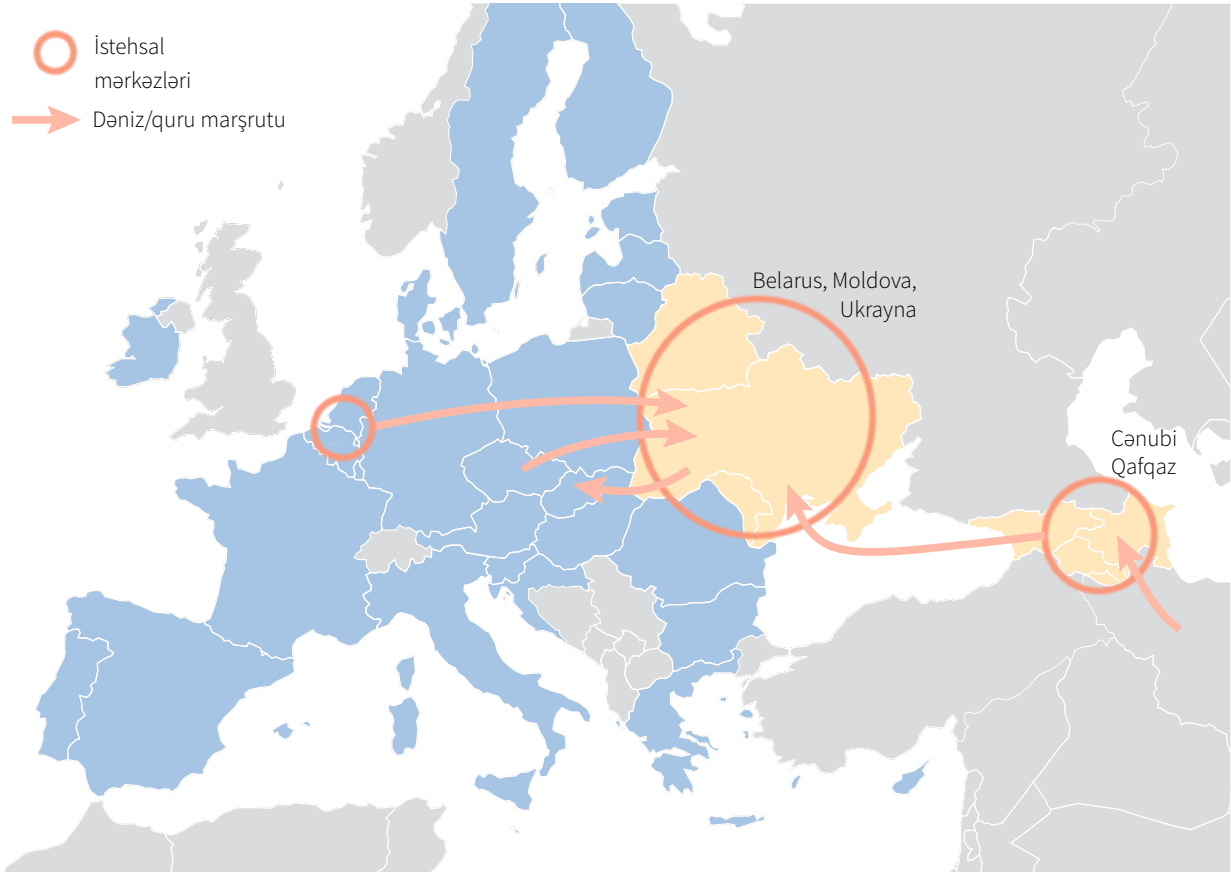 İstehsal
mərkəzləri
Dəniz/quru marşrutu
Belarus, Moldova,
Ukrayna
Cənubi
Qafqaz